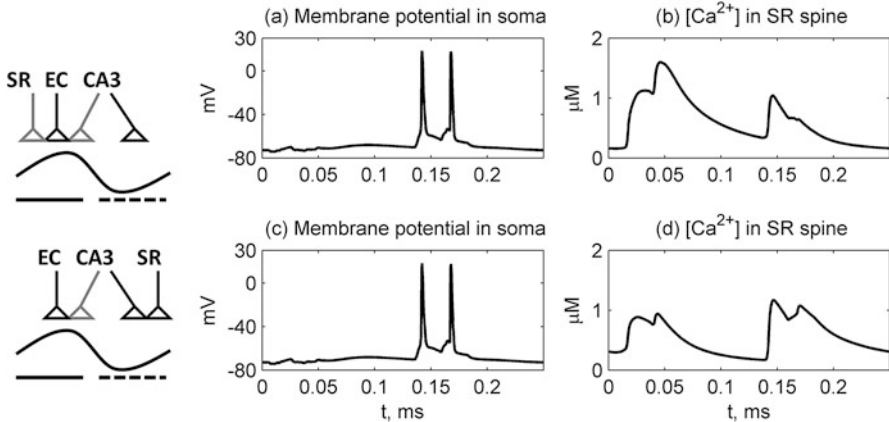 (a) Membrane potential in soma
(b) [Ca²⁺] in SR spine
SR EC CA3
mV
30
0
-40
-80
0 0.05 0.1 0.15 0.2
μM
2
1
0
0 0.05 0.1 0.15 0.2
(c) Membrane potential in soma
(d) [Ca²⁺] in SR spine
EC CA3 SR
mV
30
0
-40
-80
0 0.05 0.1 0.15 0.2
t, ms
μM
2
1
0
0 0.05 0.1 0.15 0.2
t, ms